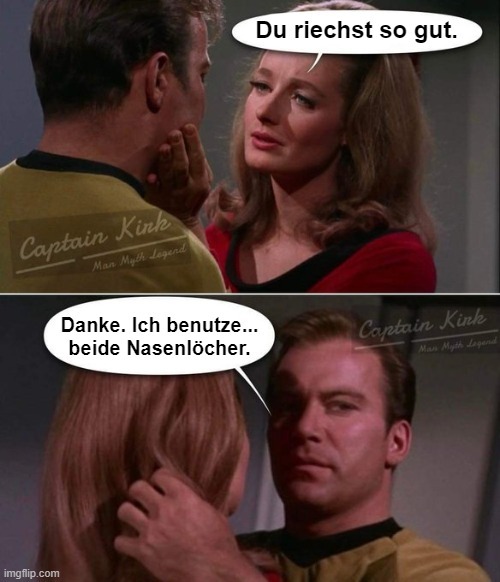 Du riechst so gut.
Captain Kirk
Man Myth Legend
Danke. Ich benutze...
beide Nasenlöcher.
Captain Kirk
Man Myth Legend
imgflip.com